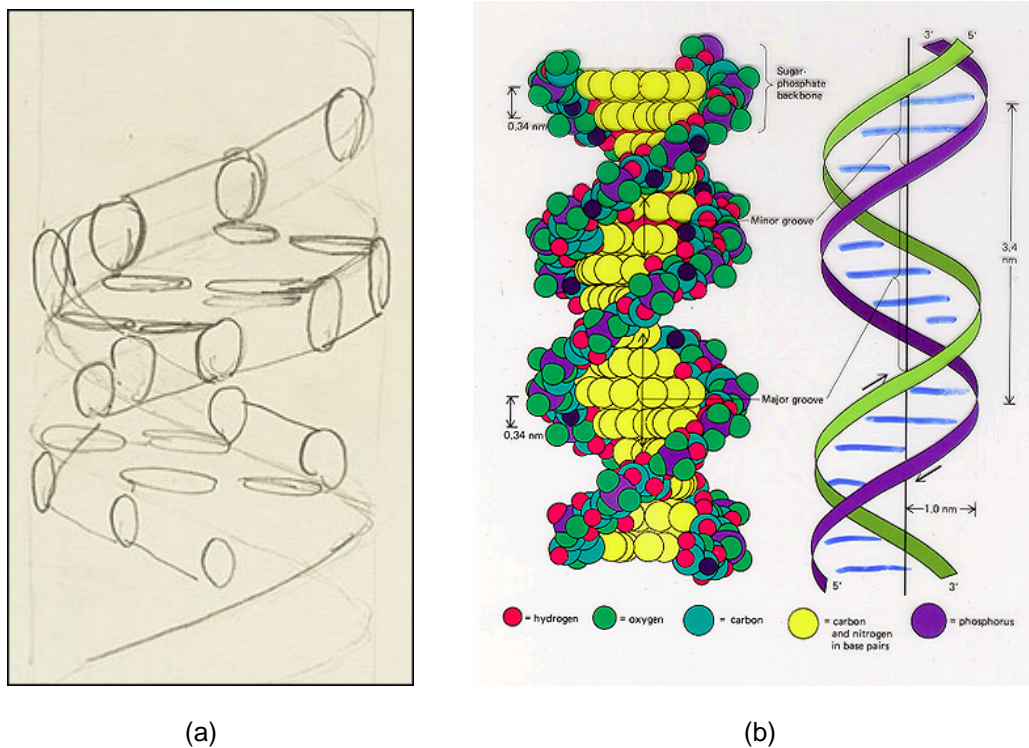 3' 5'
Sugar-
phosphate
backbone
0,34 nm
Minor groove
3,4
nm
Major groove
0,34 nm
1,0 nm
5' 3'
= hydrogen = oxygen = carbon = carbon = phosphorus
and nitrogen
in base pairs
(a) (b)